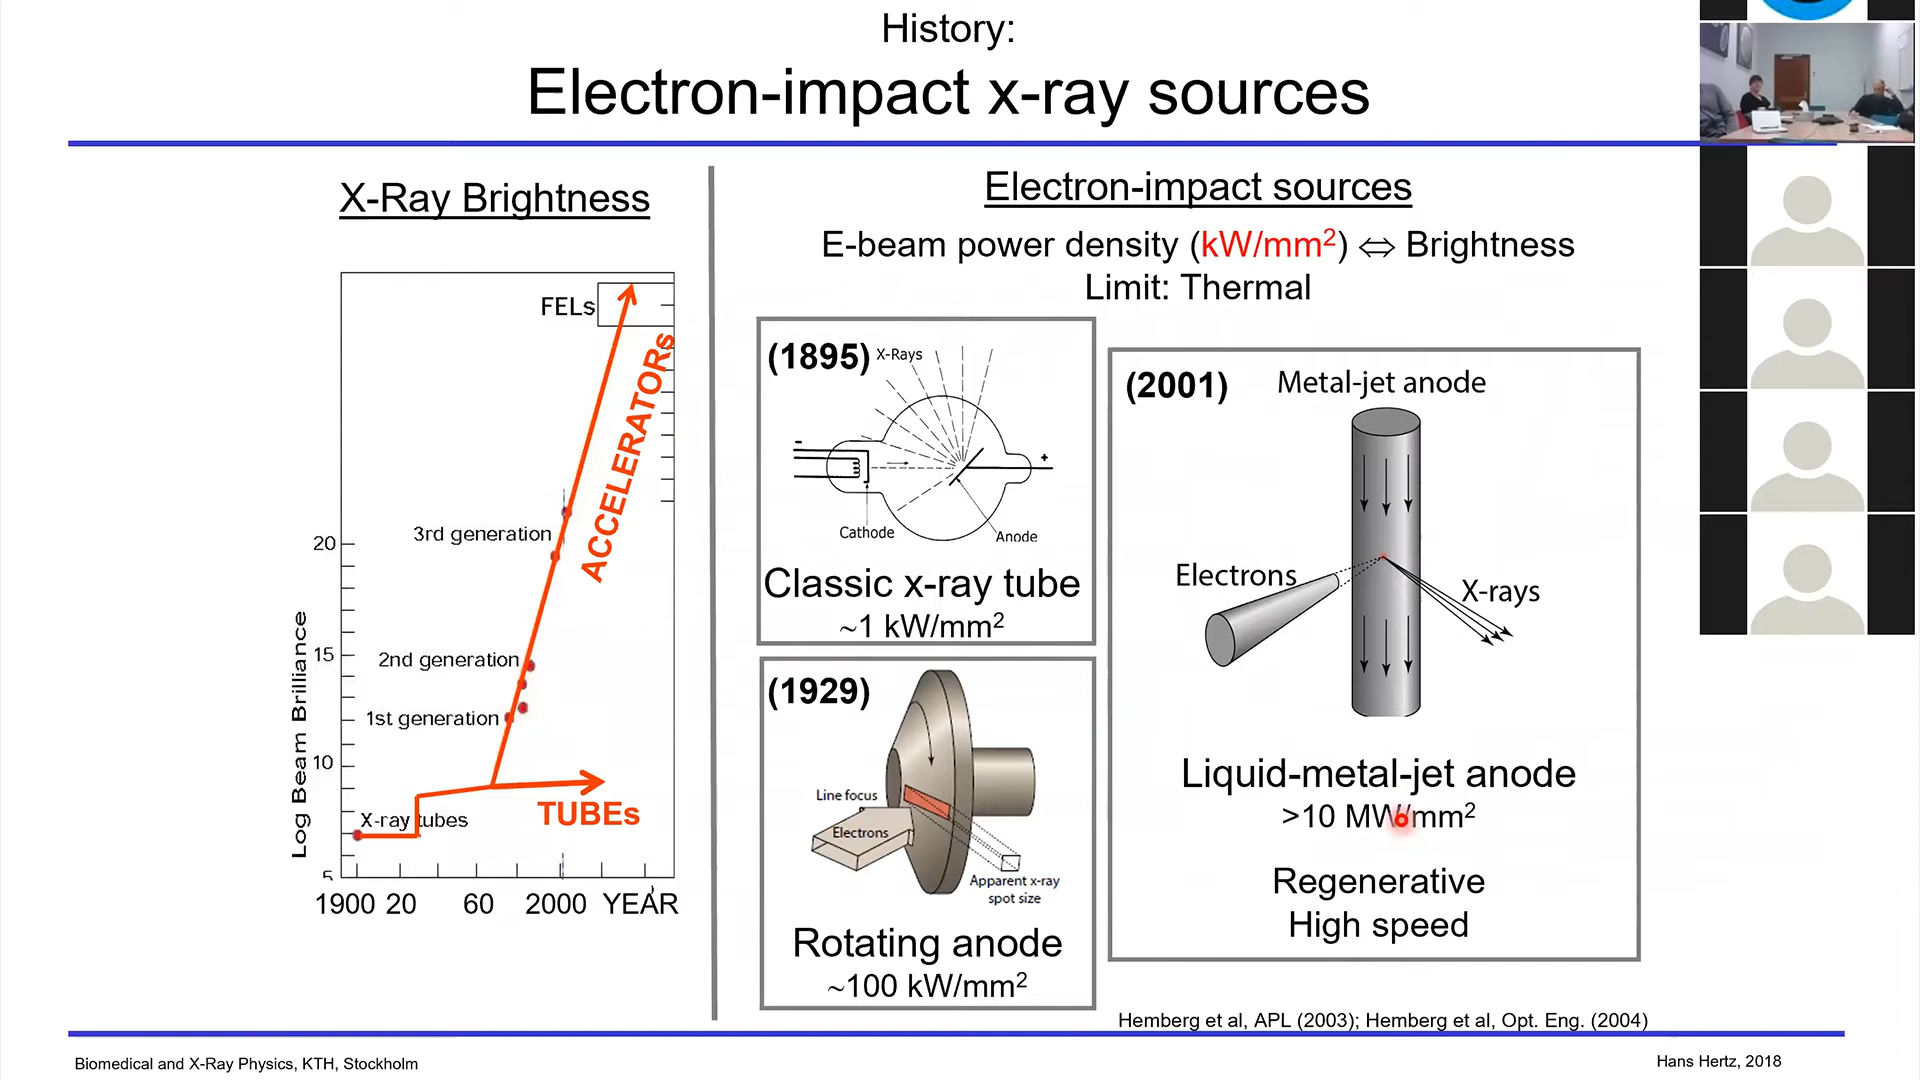 History:
Electron-impact x-ray sources
X-Ray Brightness
FELs
ACCELERATORs
3rd generation
20
2nd generation
15
1st generation
10
TUBEs
X-ray tubes
5
Log Beam Brilliance
1900 20 60 2000 YEAR
Electron-impact sources
E-beam power density (kW/mm²) ⇔ Brightness
Limit: Thermal
(1895)
X-Rays
-
+
Cathode
Anode
Classic x-ray tube
~1 kW/mm²
(1929)
Line focus
Electrons
Apparent x-ray
spot size
Rotating anode
~100 kW/mm²
(2001)
Metal-jet anode
Electrons
X-rays
Liquid-metal-jet anode
>10 MW/mm²
Regenerative
High speed
Hemberg et al, APL (2003); Hemberg et al, Opt. Eng. (2004)
Biomedical and X-Ray Physics, KTH, Stockholm
Hans Hertz, 2018